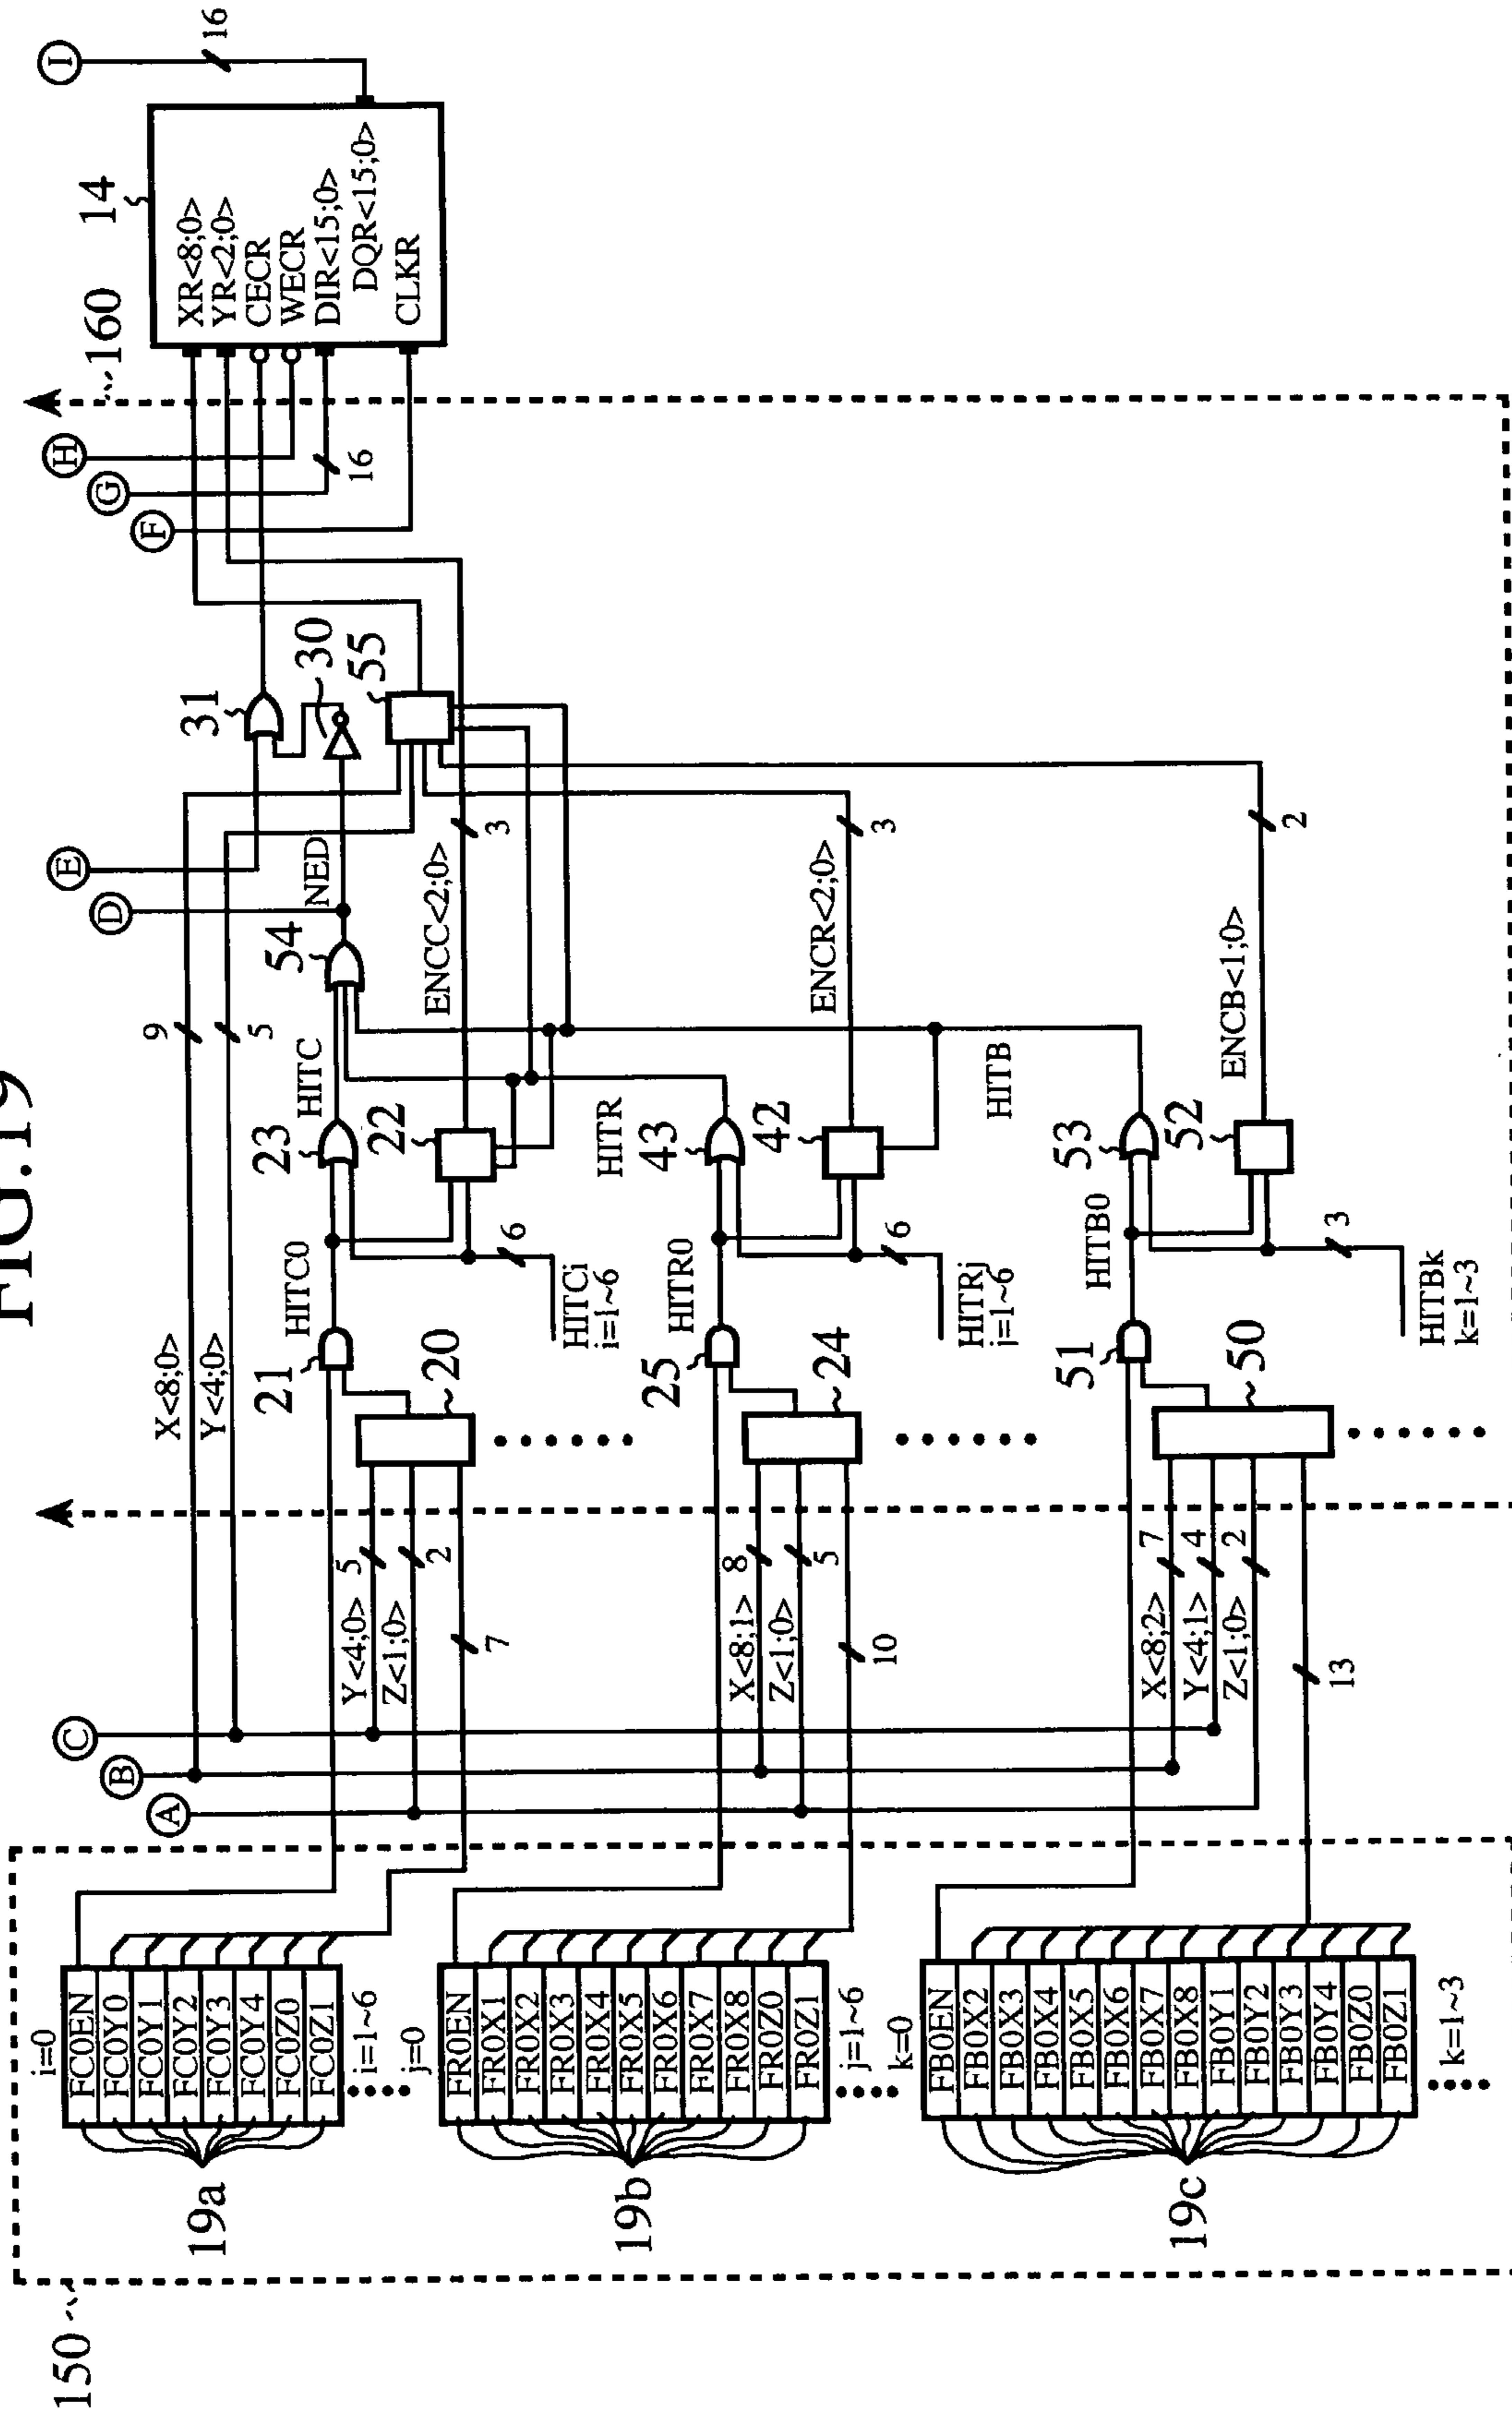 FIG.19
150
160
19a
i=0
FC0EN
FC0Y0
FC0Y1
FC0Y2
FC0Y3
FC0Y4
FC0Z0
FC0Z1
i=1~6
19b
j=0
FR0EN
FR0X1
FR0X2
FR0X3
FR0X4
FR0X5
FR0X6
FR0X7
FR0X8
FR0Z0
FR0Z1
j=1~6
19c
k=0
FB0EN
FB0X2
FB0X3
FB0X4
FB0X5
FB0X6
FB0X7
FB0X8
FB0Y1
FB0Y2
FB0Y3
FB0Y4
FB0Z0
FB0Z1
k=1~3
A
B
C
X<8;0>
9
Y<4;0>
5
Y<4;0>
5
Z<1;0>
2
7
X<8;1>
8
Z<1;0>
5
10
X<8;2>
7
Y<4;1>
4
Z<1;0>
2
13
21
20
HITC0
HITCi
i=1~6
6
25
24
HITR0
HITRj
j=1~6
6
51
50
HITB0
HITBk
k=1~3
3
23
22
HITC
HITR
43
42
HITB
53
52
54
D
E
NED
ENCC<2;0>
3
ENCR<2;0>
3
ENCB<1;0>
2
31
30
55
F
G
H
16
14
XR<8;0>
YR<2;0>
CECR
WECR
DIR<15;0>
DQR<15;0>
CLKR
I
16